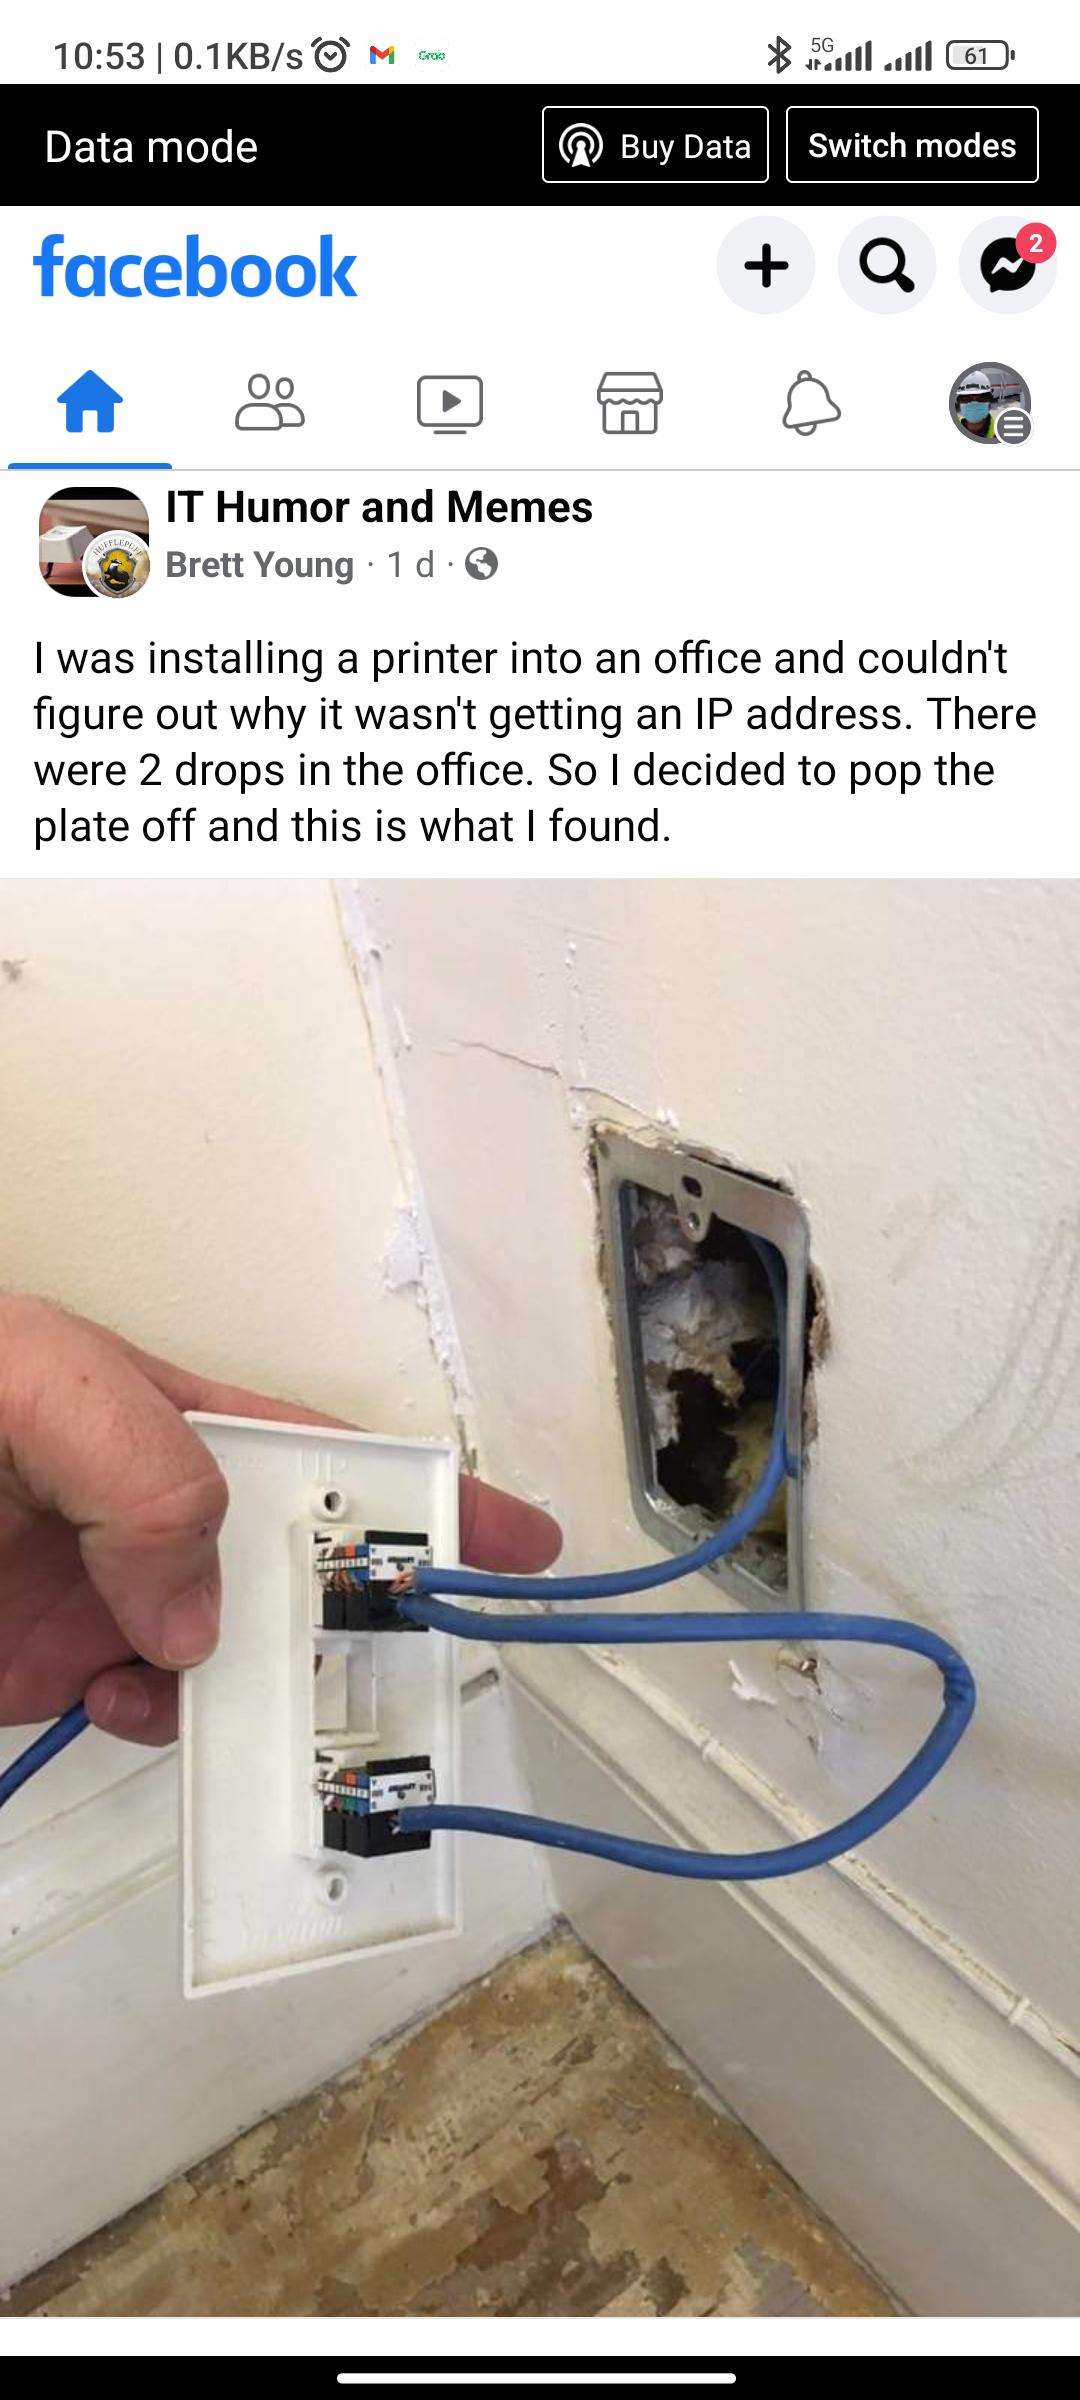 10:53 | 0.1KB/s
Grab
5G
61
Data mode
Buy Data
Switch modes
facebook
2
IT Humor and Memes
HUFFLEPUFF
Brett Young · 1 d ·
I was installing a printer into an office and couldn't
figure out why it wasn't getting an IP address. There
were 2 drops in the office. So I decided to pop the
plate off and this is what I found.